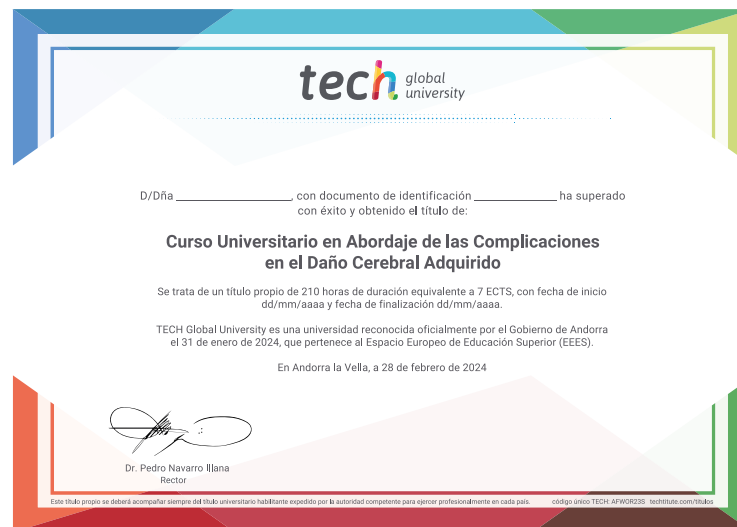 tech global university
D/Dña ____________________, con documento de identificación ______________ ha superado
con éxito y obtenido el título de:
Curso Universitario en Abordaje de las Complicaciones
en el Daño Cerebral Adquirido
Se trata de un título propio de 210 horas de duración equivalente a 7 ECTS, con fecha de inicio
dd/mm/aaaa y fecha de finalización dd/mm/aaaa.
TECH Global University es una universidad reconocida oficialmente por el Gobierno de Andorra
el 31 de enero de 2024, que pertenece al Espacio Europeo de Educación Superior (EEES).
En Andorra la Vella, a 28 de febrero de 2024
Dr. Pedro Navarro Illana
Rector
Este título propio se deberá acompañar siempre del título universitario habilitante expedido por la autoridad competente para ejercer profesionalmente en cada país. código único TECH: AFWOR23S techtitute.com/titulos